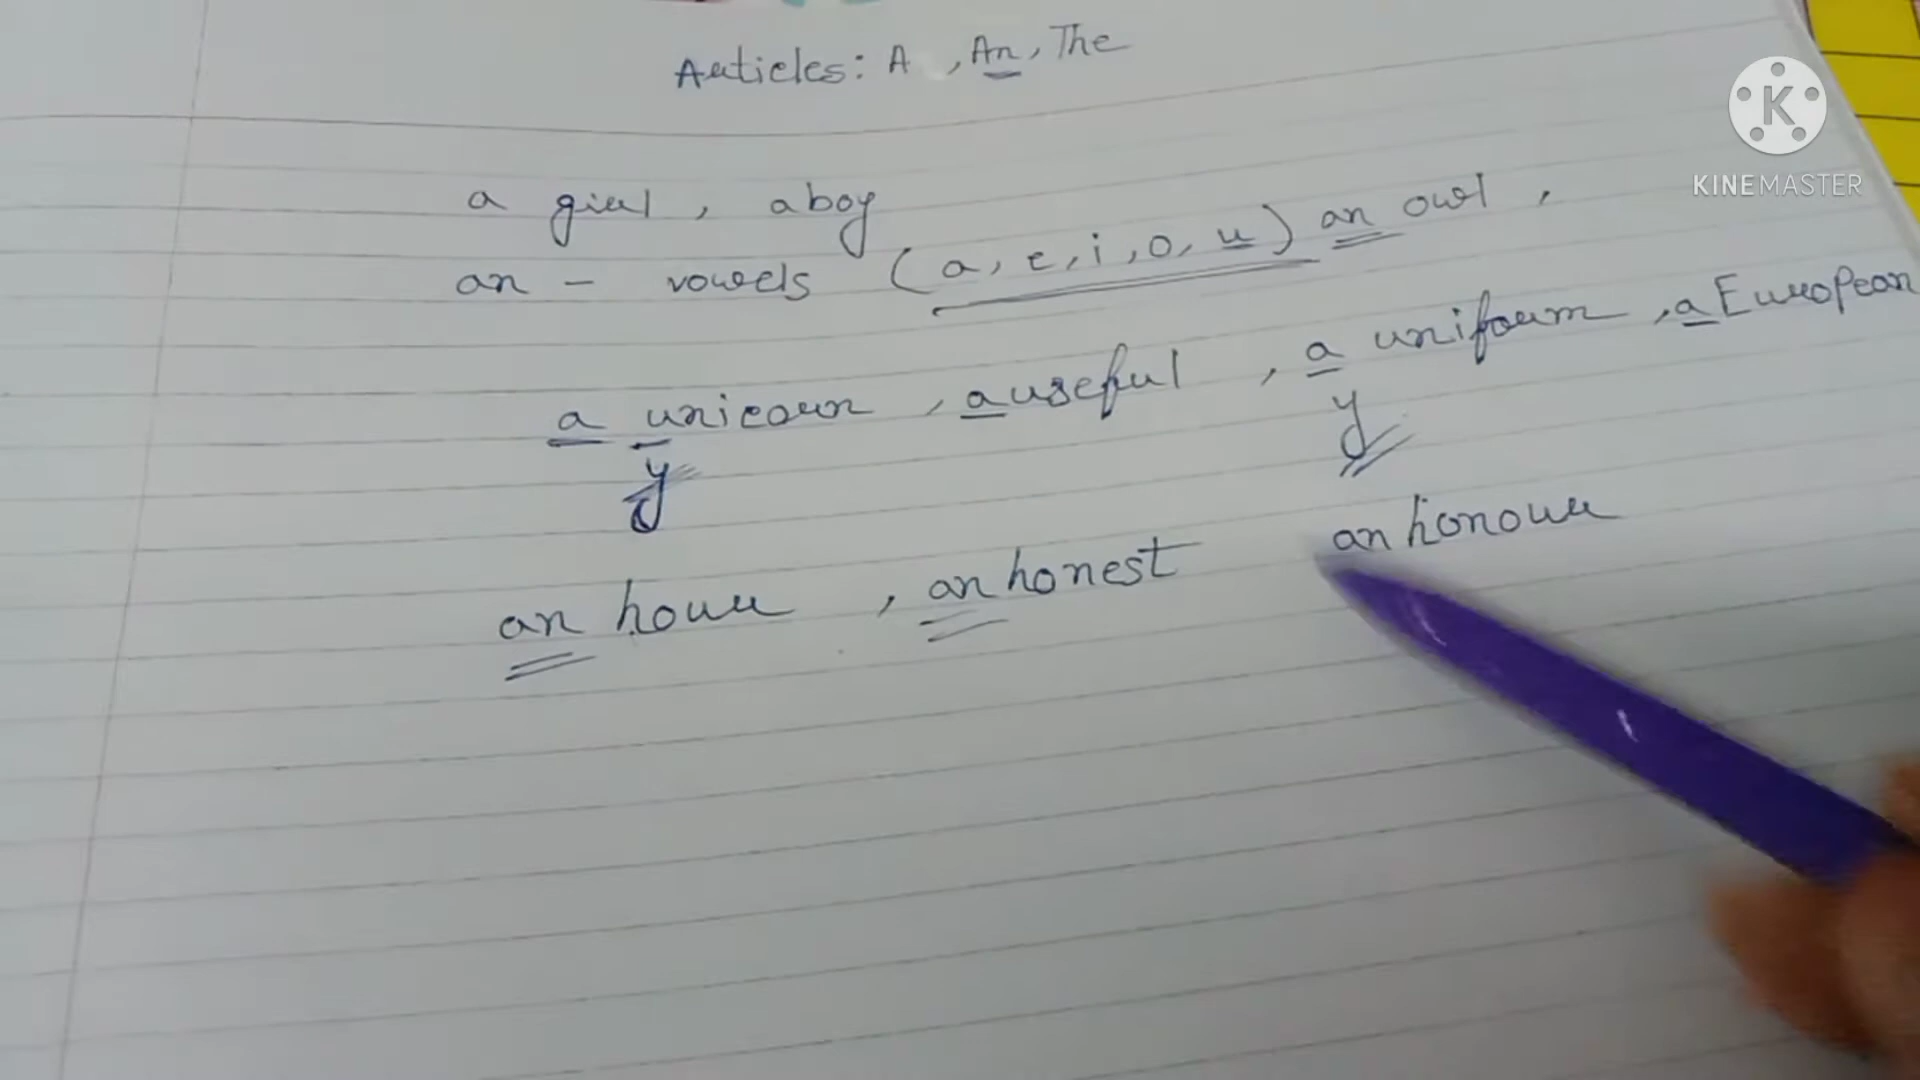 Articles: A , An, The
KINEMASTER
a girl , a boy
an - vowels (a, e, i, o, u) an owl ,
a unicorn , a useful , a uniform , a European
y y
an hour , an honest an honour